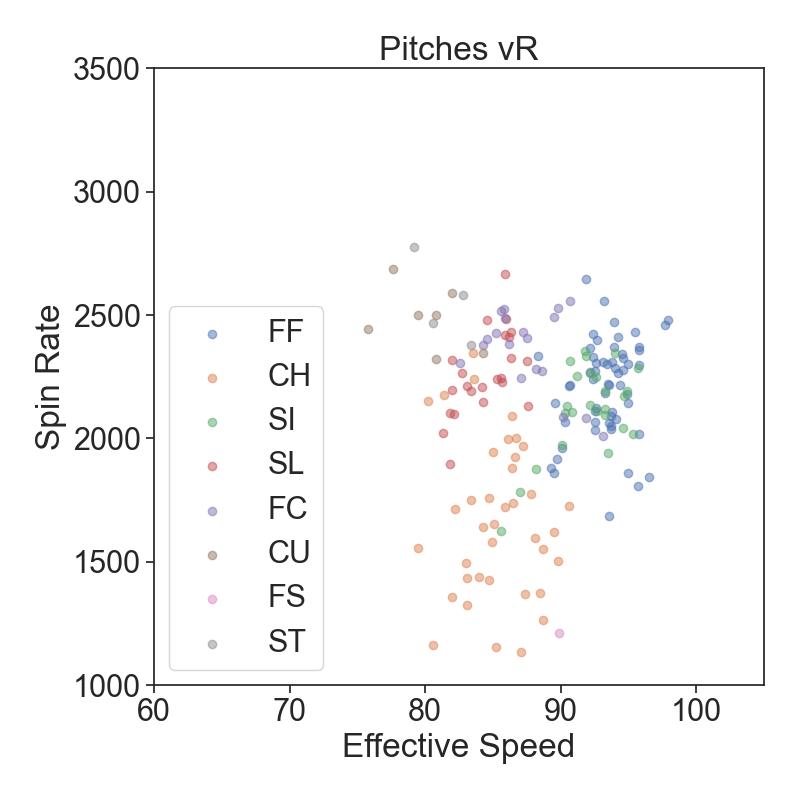 Pitches vR
3500
3000
2500
2000
1500
1000
Spin Rate
FF
CH
SI
SL
FC
CU
FS
ST
60 70 80 90 100
Effective Speed